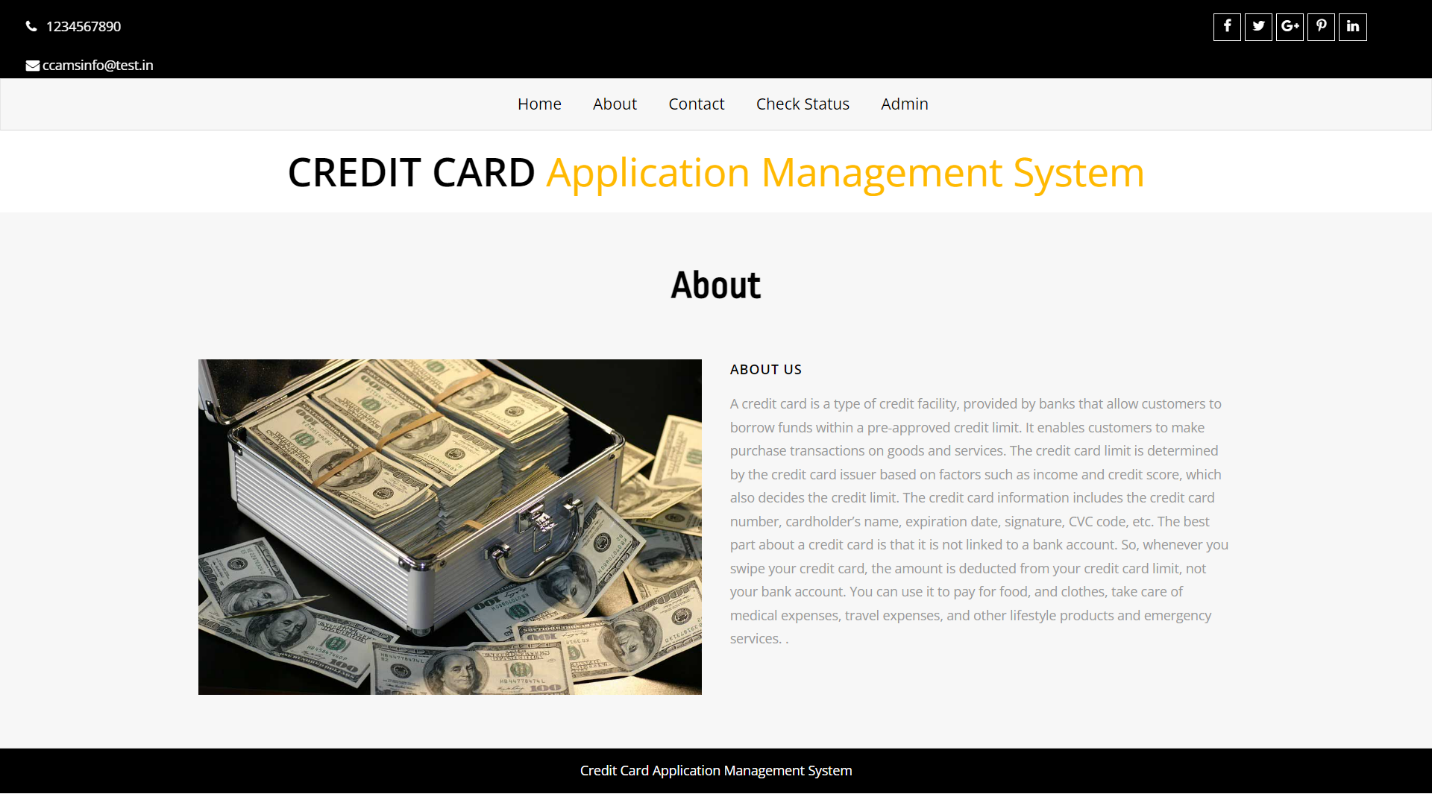 1234567890
ccamsinfo@test.in
Home About Contact Check Status Admin
CREDIT CARD Application Management System
About
ABOUT US
A credit card is a type of credit facility, provided by banks that allow customers to
borrow funds within a pre-approved credit limit. It enables customers to make
purchase transactions on goods and services. The credit card limit is determined
by the credit card issuer based on factors such as income and credit score, which
also decides the credit limit. The credit card information includes the credit card
number, cardholder's name, expiration date, signature, CVC code, etc. The best
part about a credit card is that it is not linked to a bank account. So, whenever you
swipe your credit card, the amount is deducted from your credit card limit, not
your bank account. You can use it to pay for food, and clothes, take care of
medical expenses, travel expenses, and other lifestyle products and emergency
services. .
Credit Card Application Management System